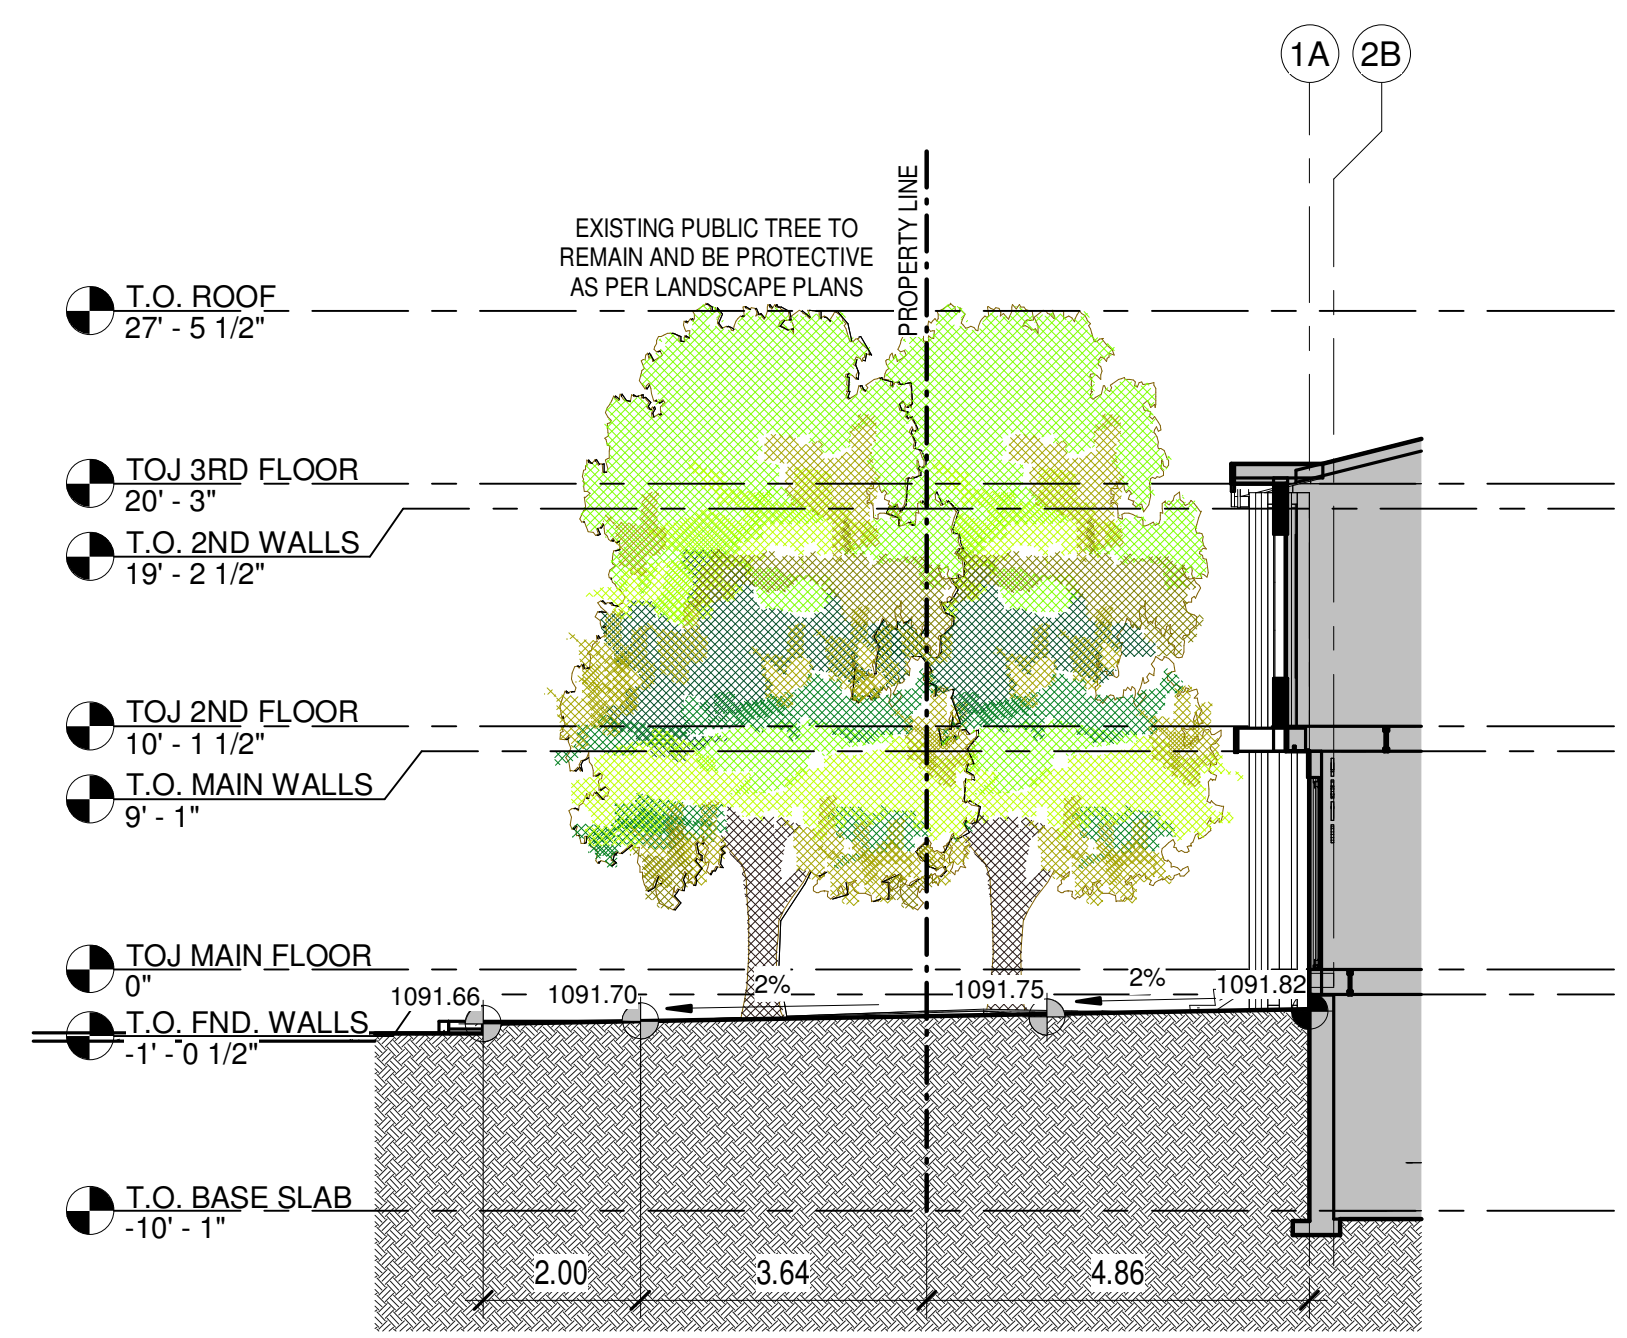 1A 2B
PROPERTY LINE
EXISTING PUBLIC TREE TO
REMAIN AND BE PROTECTIVE
AS PER LANDSCAPE PLANS
T.O. ROOF
27' - 5 1/2"
TOJ 3RD FLOOR
20' - 3"
T.O. 2ND WALLS
19' - 2 1/2"
TOJ 2ND FLOOR
10' - 1 1/2"
T.O. MAIN WALLS
9' - 1"
TOJ MAIN FLOOR
0"
1091.66 1091.70 2% 1091.75 2% 1091.82
T.O. FND. WALLS
-1' - 0 1/2"
T.O. BASE SLAB
-10' - 1"
2.00 3.64 4.86